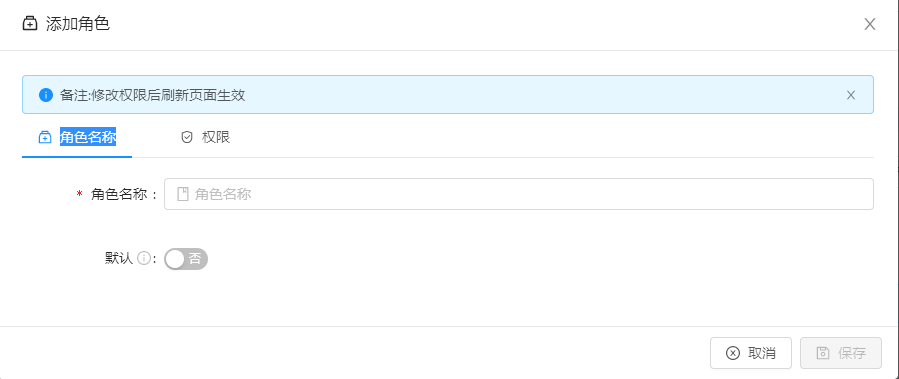 添加角色
备注:修改权限后刷新页面生效
角色名称 权限
* 角色名称 : 角色名称
默认 : 否
取消 保存